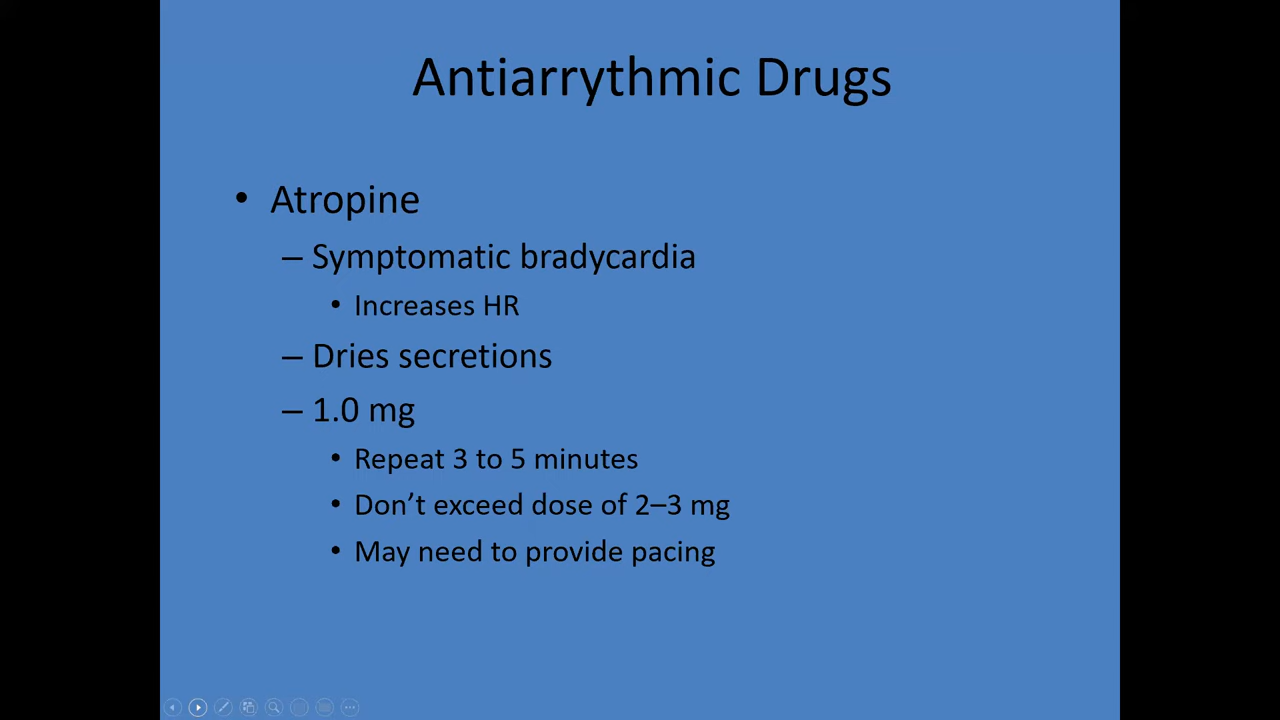 Antiarrythmic Drugs
• Atropine
– Symptomatic bradycardia
• Increases HR
– Dries secretions
– 1.0 mg
• Repeat 3 to 5 minutes
• Don’t exceed dose of 2–3 mg
• May need to provide pacing